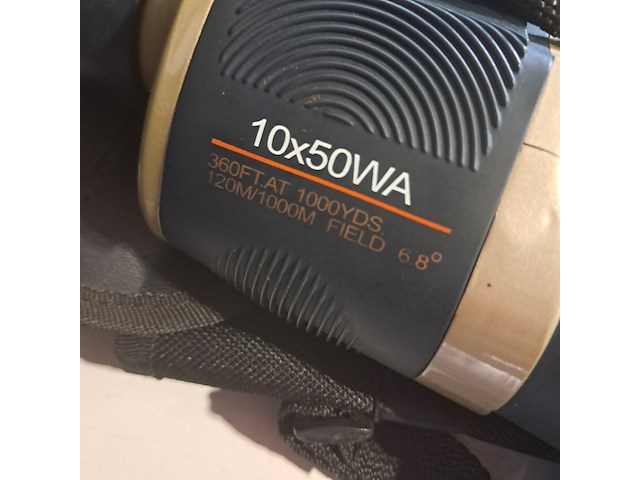 10x50WA
360FT.AT 1000YDS.
120M/1000M FIELD 6.8°